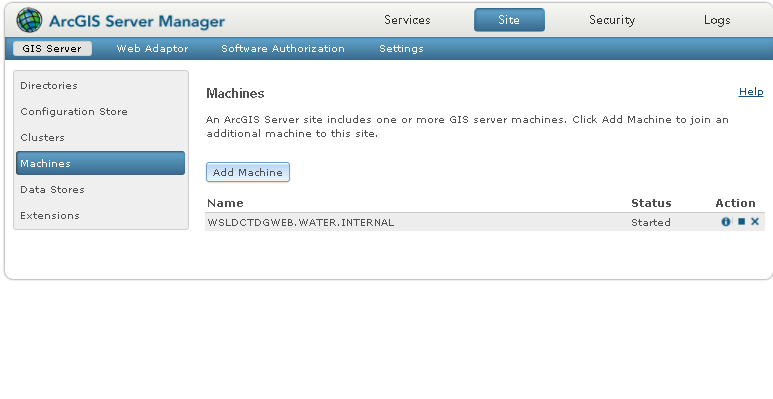 ArcGIS Server Manager Services Site Security Logs
GIS Server Web Adaptor Software Authorization Settings
Directories
Configuration Store
Clusters
Machines
Data Stores
Extensions
Machines Help
An ArcGIS Server site includes one or more GIS server machines. Click Add Machine to join an
additional machine to this site.
Add Machine
Name Status Action
WSLDCTDGWEB.WATER.INTERNAL Started